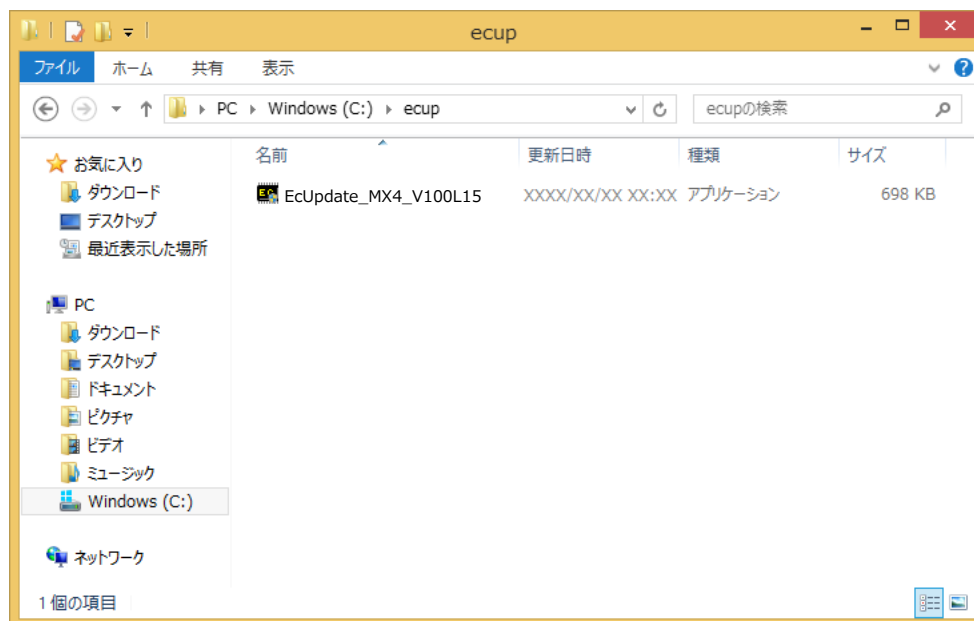 ecup
ファイル ホーム 共有 表示
PC Windows (C:) ecup ecupの検索
名前 更新日時 種類 サイズ
EcUpdate_MX4_V100L15 XXXX/XX/XX XX:XX アプリケーション 698 KB
お気に入り
ダウンロード
デスクトップ
最近表示した場所
PC
ダウンロード
デスクトップ
ドキュメント
ピクチャ
ビデオ
ミュージック
Windows (C:)
ネットワーク
1 個の項目